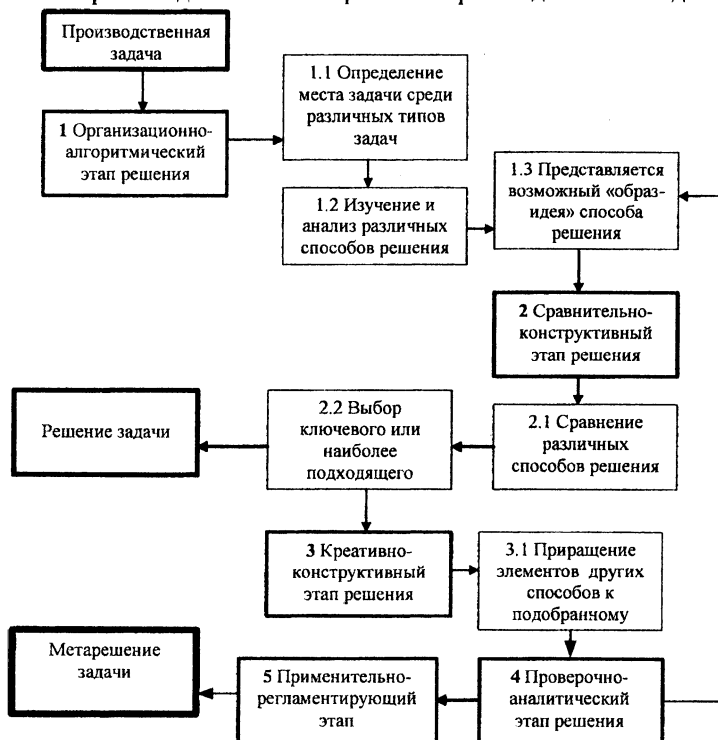 Производственная
задача
1 Организационно-
алгоритмический
этап решения
1.1 Определение
места задачи среди
различных типов
задач
1.2 Изучение и
анализ различных
способов решения
1.3 Представляется
возможный «образ-
идея» способа
решения
2 Сравнительно-
конструктивный
этап решения
2.1 Сравнение
различных
способов решения
2.2 Выбор
ключевого или
наиболее
подходящего
Решение задачи
3 Креативно-
конструктивный
этап решения
3.1 Приращение
элементов других
способов к
подобранному
4 Проверочно-
аналитический
этап решения
5 Применительно-
регламентирующий
этап
Метарешение
задачи